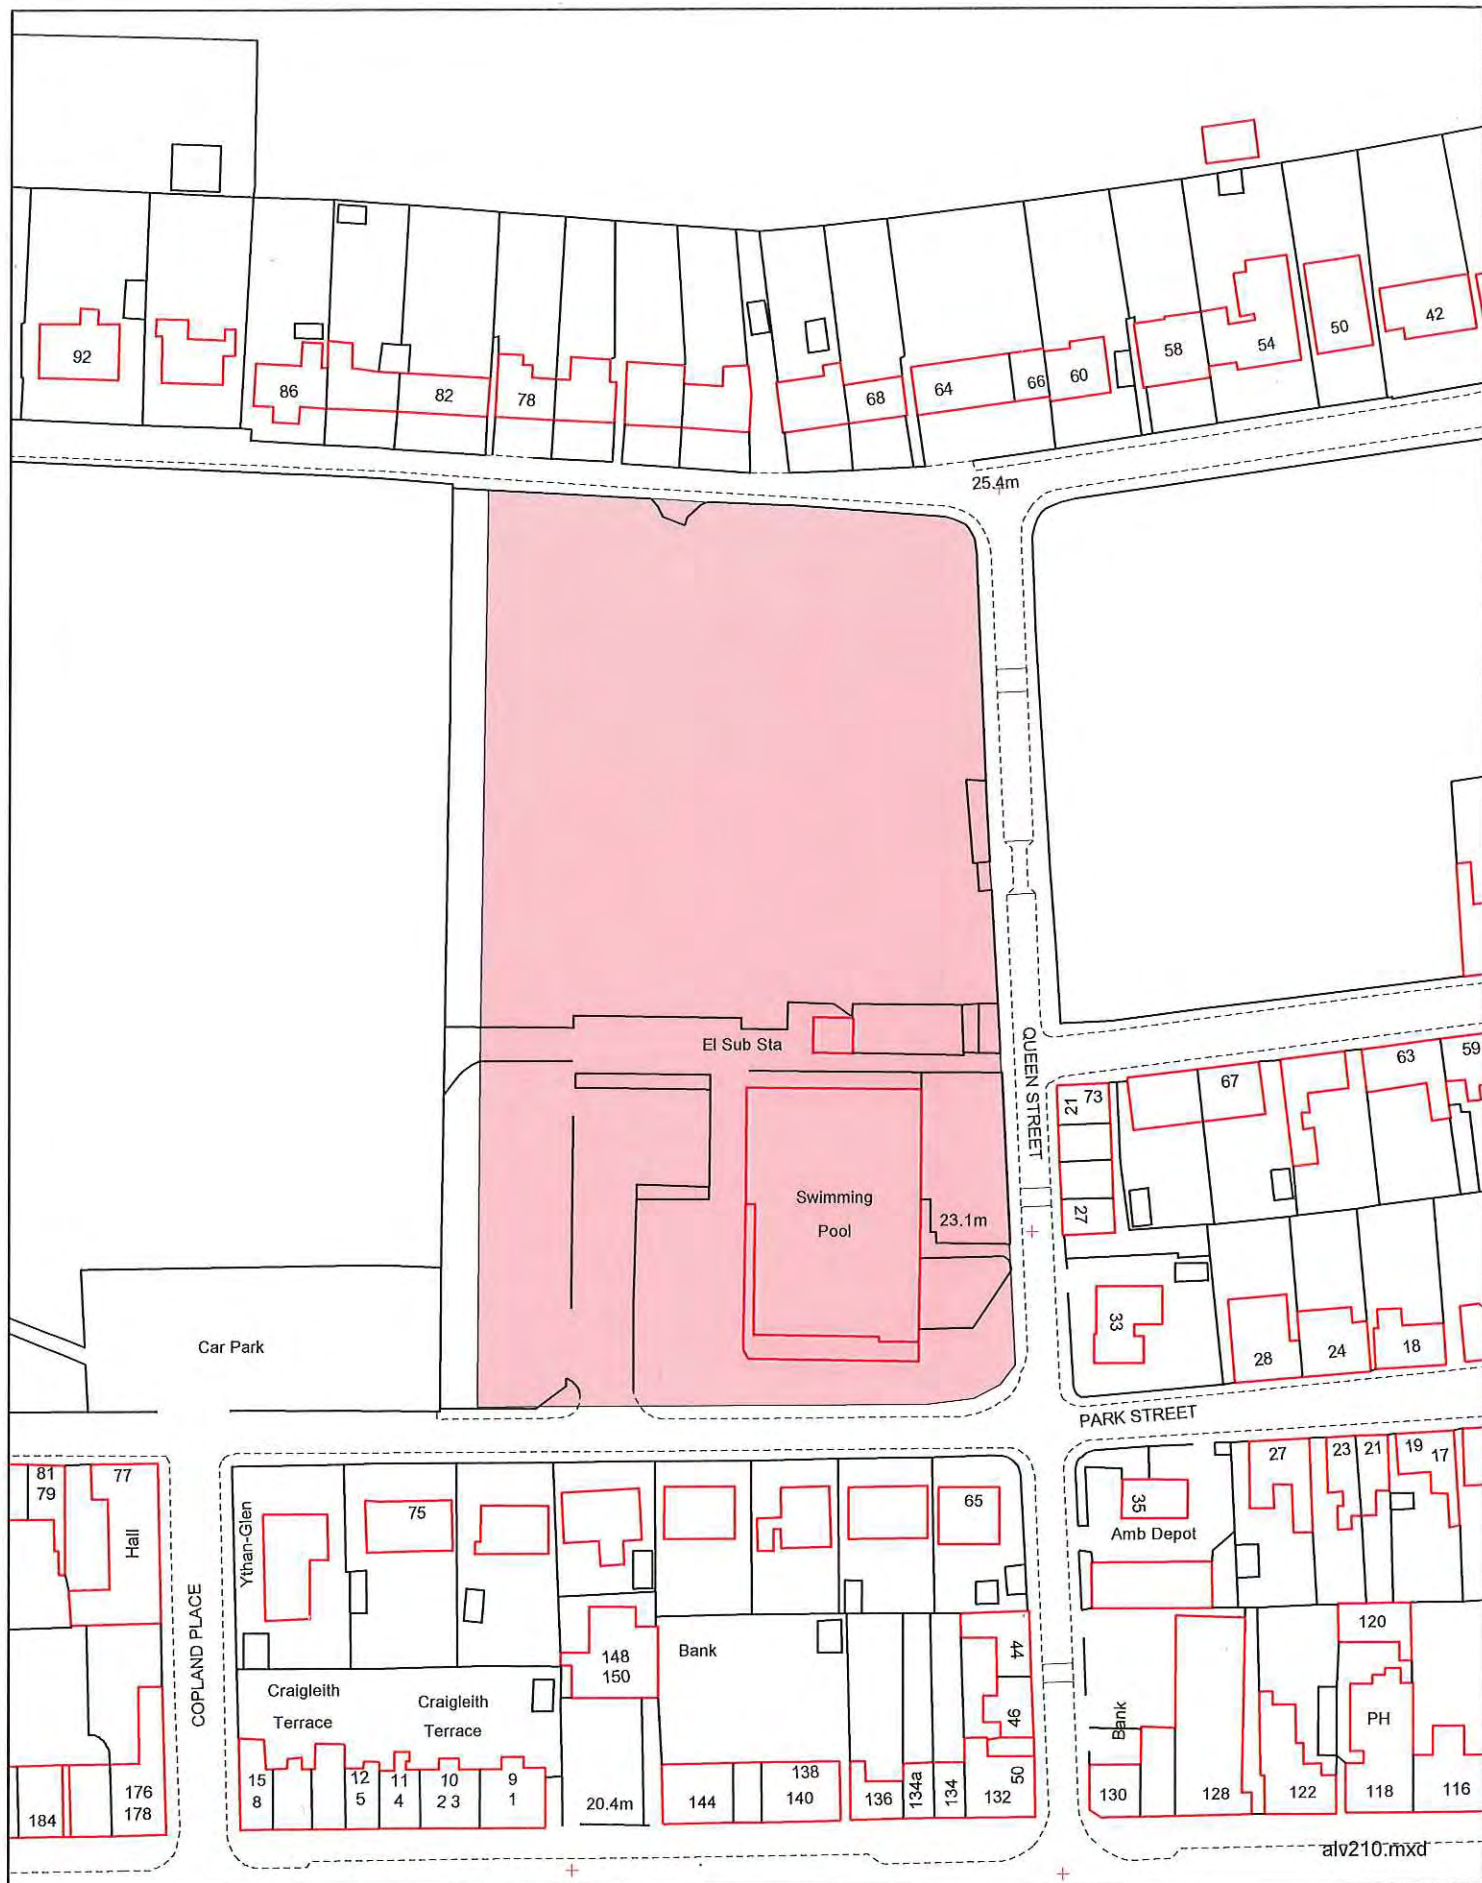 92
86
82
78
68
64
66
60
58
54
50
42
25.4m
El Sub Sta
QUEEN STREET
Swimming
Pool
23.1m
21
73
67
63
59
27
33
28
24
18
Car Park
PARK STREET
81
79
77
Hall
Ythan-Glen
75
65
35
Amb Depot
27
23
21
19
17
COPLAND PLACE
148
150
Bank
44
46
50
Bank
120
PH
Craigleith
Terrace
Craigleith
Terrace
184
176
178
15
8
12
5
11
4
10
2 3
9
1
20.4m
144
138
140
136
134a
134
132
130
128
122
118
116
alv210.mxd